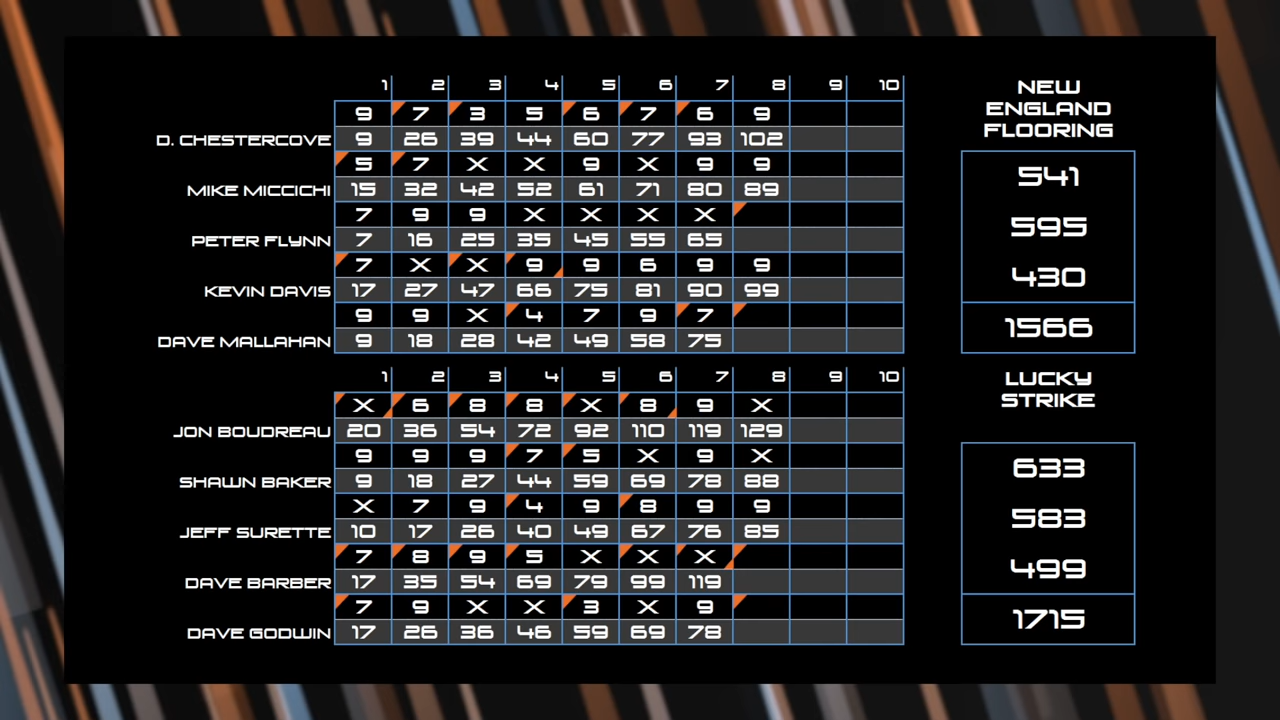 1 2 3 4 5 6 7 8 9 10
9 7 3 5 6 7 6 9
D. CHESTERCOVE 9 26 39 44 60 77 93 102
5 7 X X 9 X 9 9
MIKE MICCICHI 15 32 42 52 61 71 80 89
7 9 9 X X X X
PETER FLYNN 7 16 25 35 45 55 65
7 X X 9 9 6 9 9
KEVIN DAVIS 17 27 47 66 75 81 90 99
9 9 X 4 7 9 7
DAVE MALLAHAN 9 18 28 42 49 58 75
NEW
ENGLAND
FLOORING
541
595
430
1566
1 2 3 4 5 6 7 8 9 10
X 6 8 8 X 8 9 X
JON BOUDREAU 20 36 54 72 92 110 119 129
9 9 9 7 5 X 9 X
SHAWN BAKER 9 18 27 44 59 69 78 88
X 7 9 4 9 8 9 9
JEFF SURETTE 10 17 26 40 49 67 76 85
7 8 9 5 X X X
DAVE BARBER 17 35 54 69 79 99 119
7 9 X X 3 X 9
DAVE GODWIN 17 26 36 46 59 69 78
LUCKY
STRIKE
633
583
499
1715